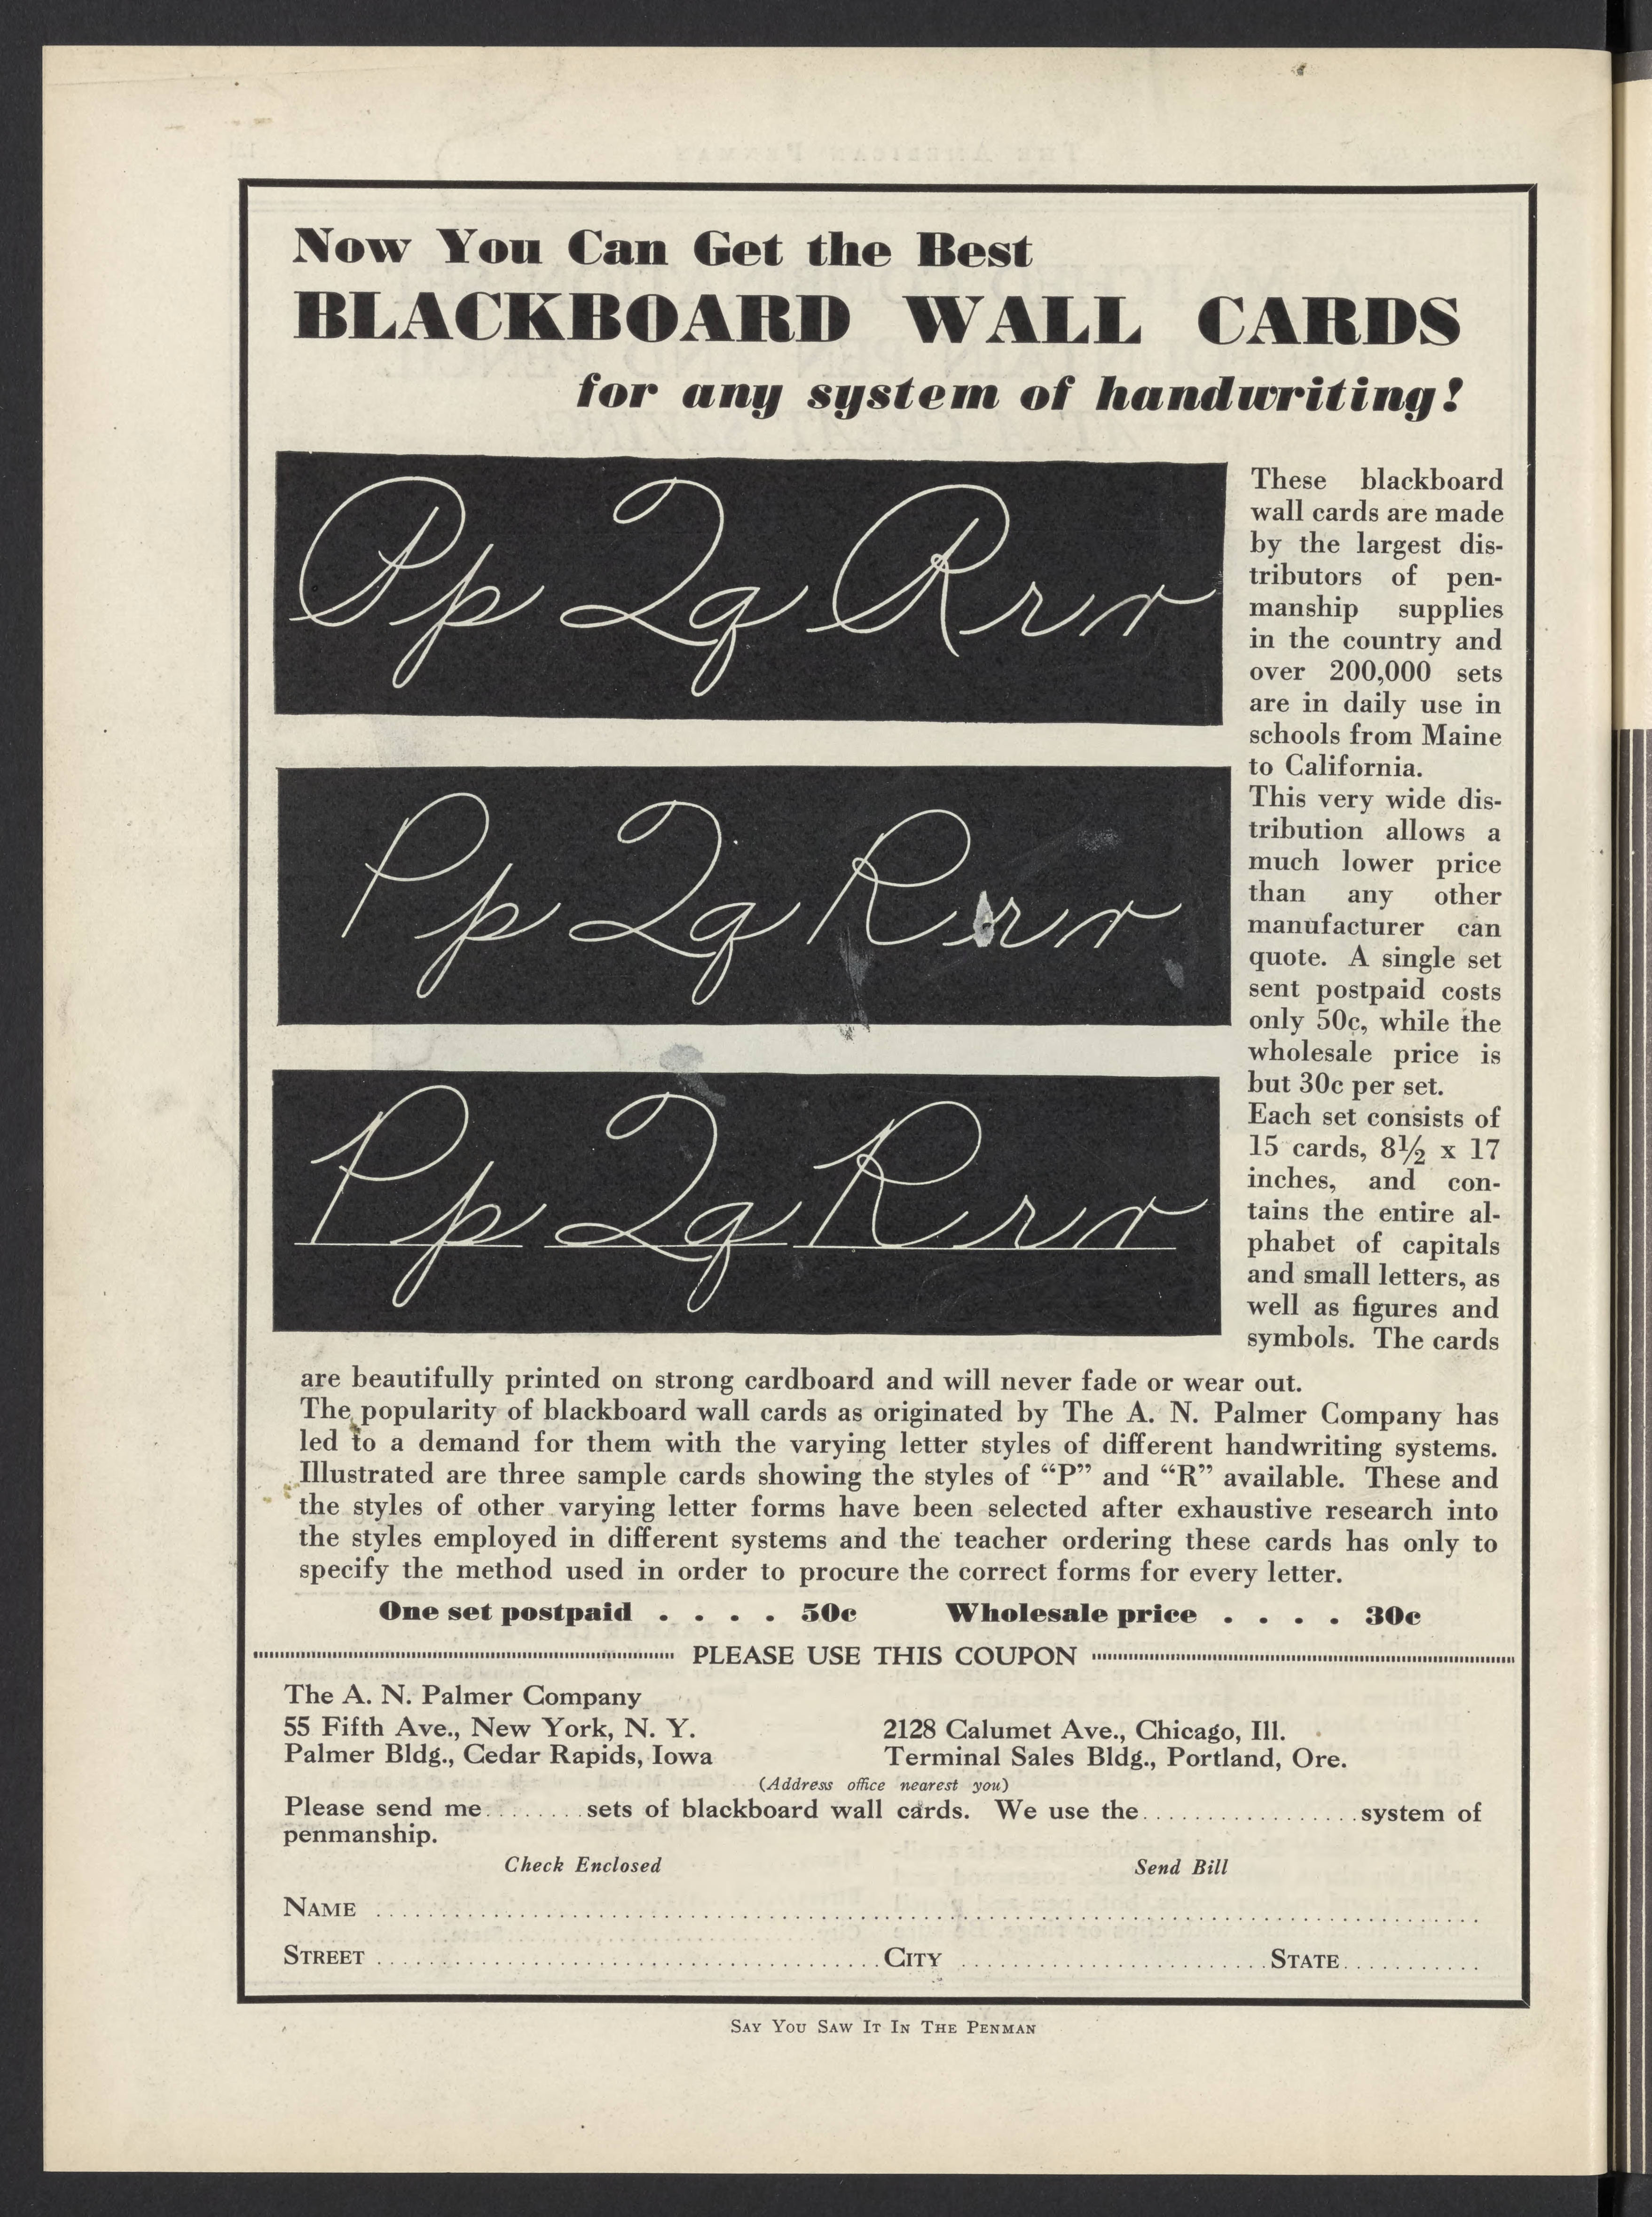 Now You Can Get the Best
BLACKBOARD WALL CARDS
for any system of handwriting!
P p Q q R r r
P p Q q R r r
P p Q q R r r
These blackboard
wall cards are made
by the largest dis-
tributors of pen-
manship supplies
in the country and
over 200,000 sets
are in daily use in
schools from Maine
to California.
This very wide dis-
tribution allows a
much lower price
than any other
manufacturer can
quote. A single set
sent postpaid costs
only 50c, while the
wholesale price is
but 30c per set.
Each set consists of
15 cards, 8½ x 17
inches, and con-
tains the entire al-
phabet of capitals
and small letters, as
well as figures and
symbols. The cards
are beautifully printed on strong cardboard and will never fade or wear out.
The popularity of blackboard wall cards as originated by The A. N. Palmer Company has
led to a demand for them with the varying letter styles of different handwriting systems.
Illustrated are three sample cards showing the styles of “P” and “R” available. These and
the styles of other varying letter forms have been selected after exhaustive research into
the styles employed in different systems and the teacher ordering these cards has only to
specify the method used in order to procure the correct forms for every letter.
One set postpaid . . . . 50c Wholesale price . . . . 30c
PLEASE USE THIS COUPON
The A. N. Palmer Company
55 Fifth Ave., New York, N. Y. 2128 Calumet Ave., Chicago, Ill.
Palmer Bldg., Cedar Rapids, Iowa Terminal Sales Bldg., Portland, Ore.
(Address office nearest you)
Please send me........sets of blackboard wall cards. We use the.................system of
penmanship.
Check Enclosed Send Bill
NAME ..........
STREET ..........CITY ..........STATE..........
SAY YOU SAW IT IN THE PENMAN